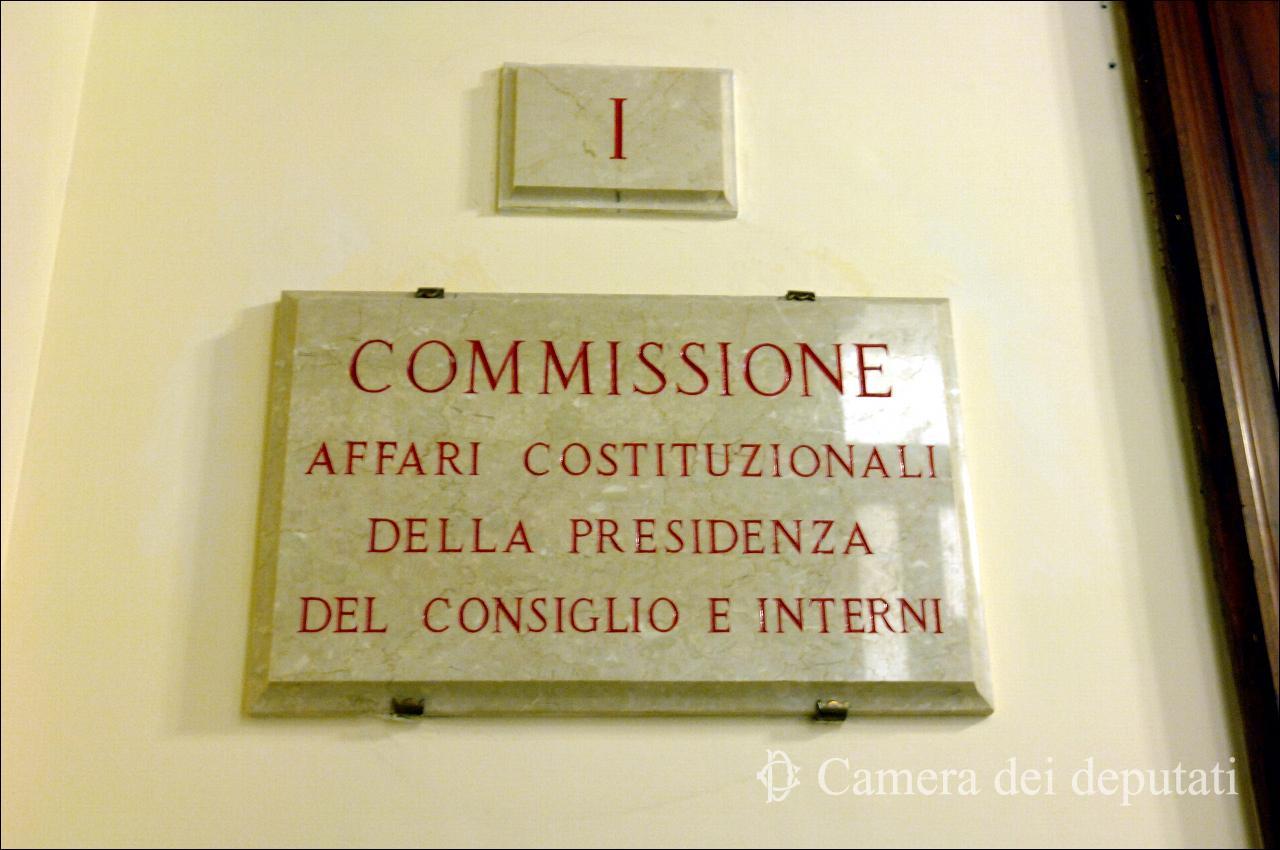 I
COMMISSIONE
AFFARI COSTITUZIONALI
DELLA PRESIDENZA
DEL CONSIGLIO E INTERNI
Camera dei deputati